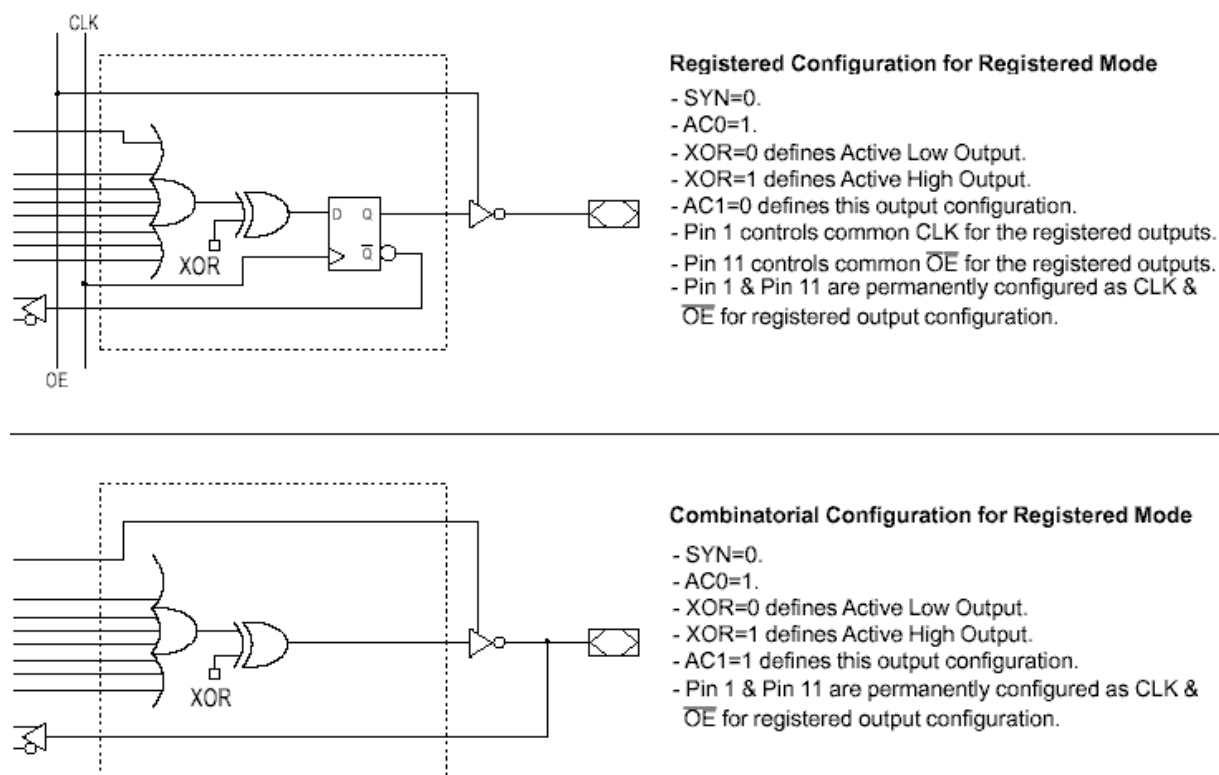 CLK
Registered Configuration for Registered Mode
- SYN=0.
- AC0=1.
- XOR=0 defines Active Low Output.
- XOR=1 defines Active High Output.
- AC1=0 defines this output configuration.
- Pin 1 controls common CLK for the registered outputs.
- Pin 11 controls common O̅E̅ for the registered outputs.
- Pin 1 & Pin 11 are permanently configured as CLK &
O̅E̅ for registered output configuration.
D Q
XOR
Q̅
OE
Combinatorial Configuration for Registered Mode
- SYN=0.
- AC0=1.
- XOR=0 defines Active Low Output.
- XOR=1 defines Active High Output.
- AC1=1 defines this output configuration.
- Pin 1 & Pin 11 are permanently configured as CLK &
O̅E̅ for registered output configuration.
XOR